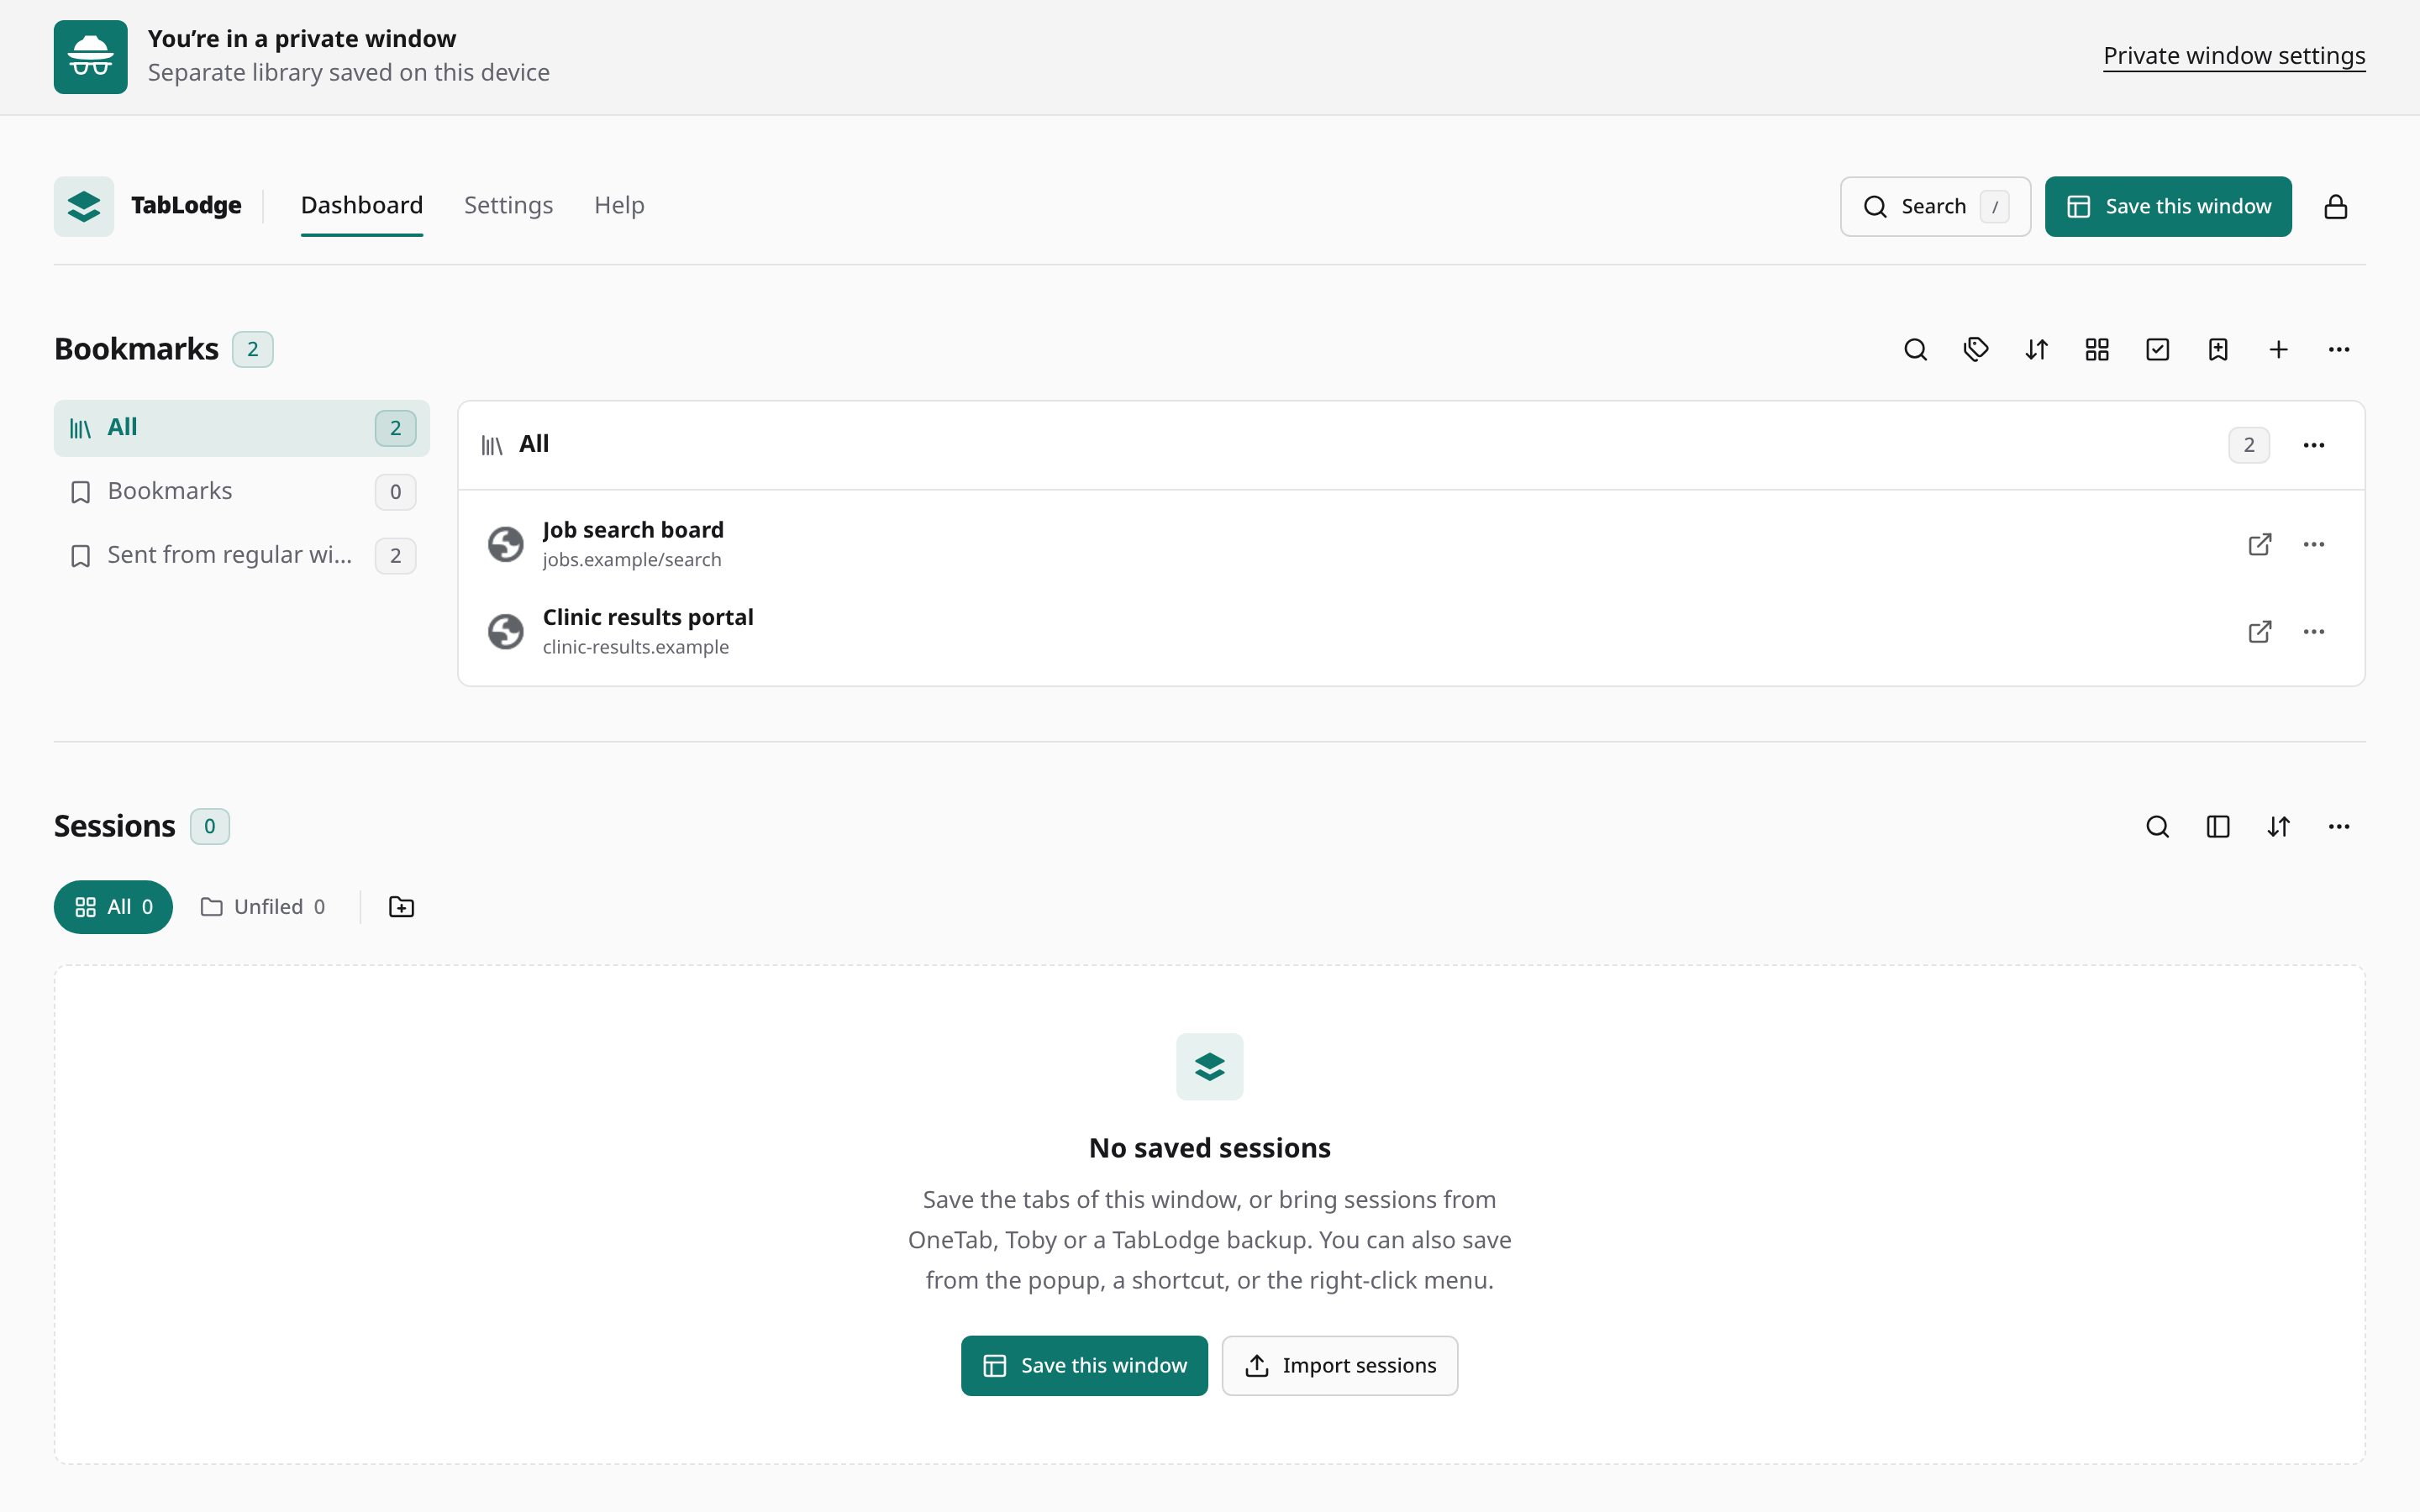 You’re in a private window
Separate library saved on this device
Private window settings
TabLodge
Dashboard
Settings
Help
Search /
Save this window
Bookmarks 2
All 2
Bookmarks 0
Sent from regular wi... 2
All 2
Job search board
jobs.example/search
Clinic results portal
clinic-results.example
Sessions 0
All 0
Unfiled 0
No saved sessions
Save the tabs of this window, or bring sessions from
OneTab, Toby or a TabLodge backup. You can also save
from the popup, a shortcut, or the right-click menu.
Save this window
Import sessions